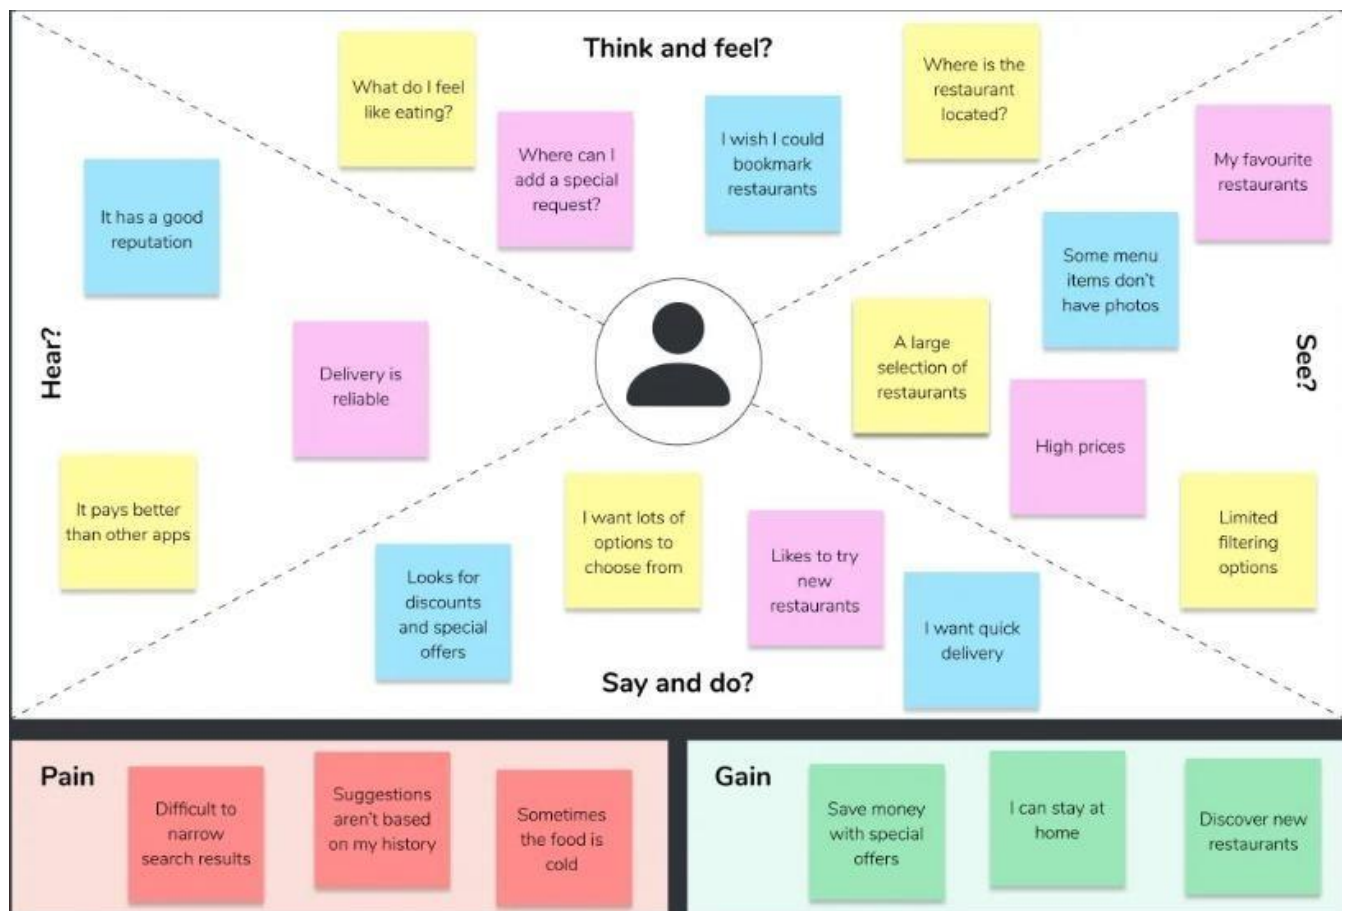 Think and feel?
What do I feel
like eating?
Where can I
add a special
request?
I wish I could
bookmark
restaurants
Where is the
restaurant
located?
Hear?
It has a good
reputation
Delivery is
reliable
It pays better
than other apps
See?
My favourite
restaurants
Some menu
items don't
have photos
A large
selection of
restaurants
High prices
Limited
filtering
options
Looks for
discounts
and special
offers
I want lots of
options to
choose from
Likes to try
new
restaurants
I want quick
delivery
Say and do?
Pain
Difficult to
narrow
search results
Suggestions
aren't based
on my history
Sometimes
the food is
cold
Gain
Save money
with special
offers
I can stay at
home
Discover new
restaurants